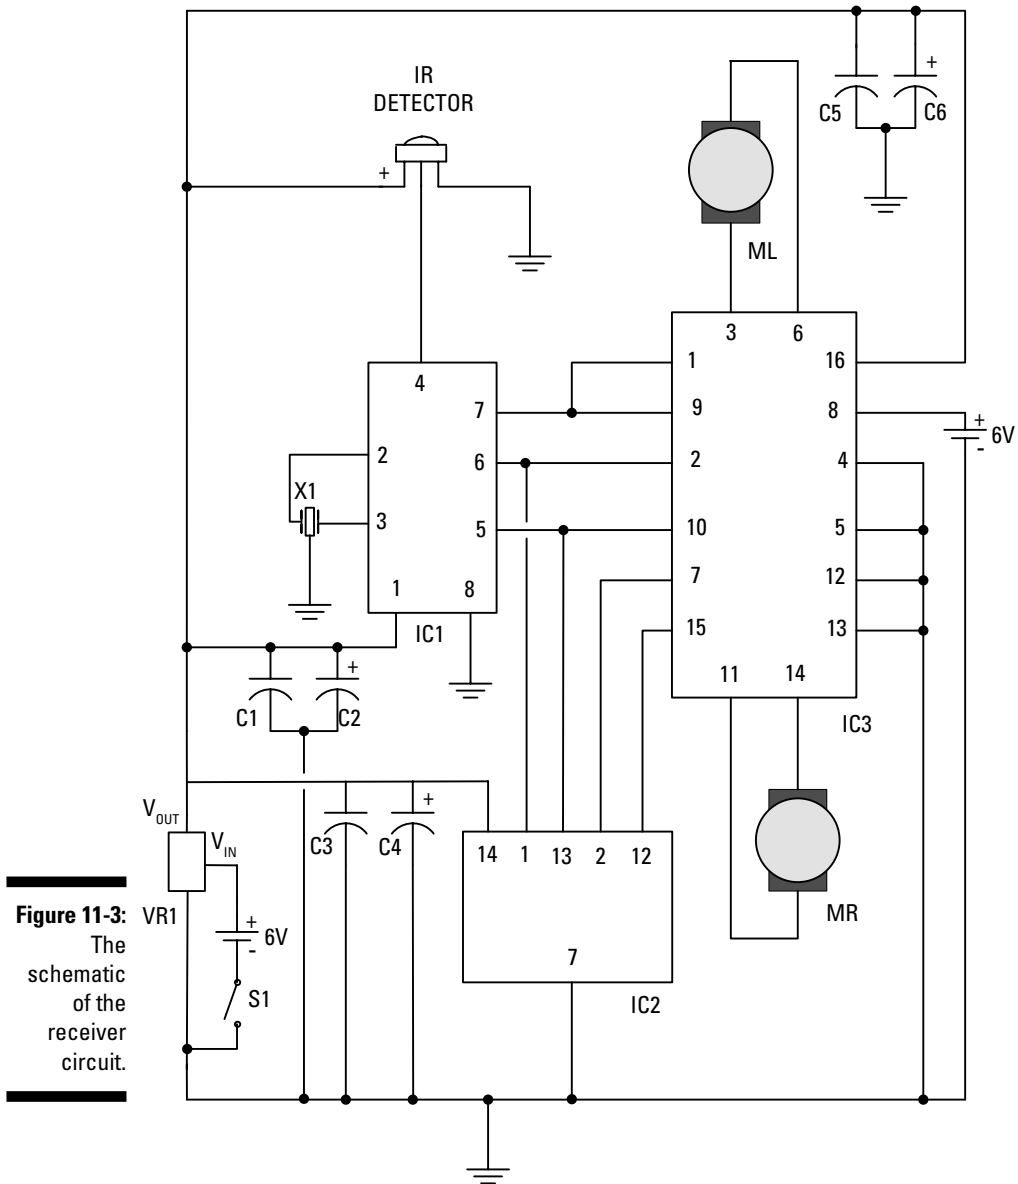 IR
DETECTOR
+
+
C5
C6
ML
3
6
4
1
16
7
9
8
+
6V
-
2
6
2
4
X1
3
5
10
5
7
12
1
8
15
13
IC1
11
14
+
C1
C2
IC3
V OUT
+
V IN
C3
C4
14
1
13
2
12
VR1
+
6V
-
MR
7
S1
IC2
Figure 11-3:
The
schematic
of the
receiver
circuit.